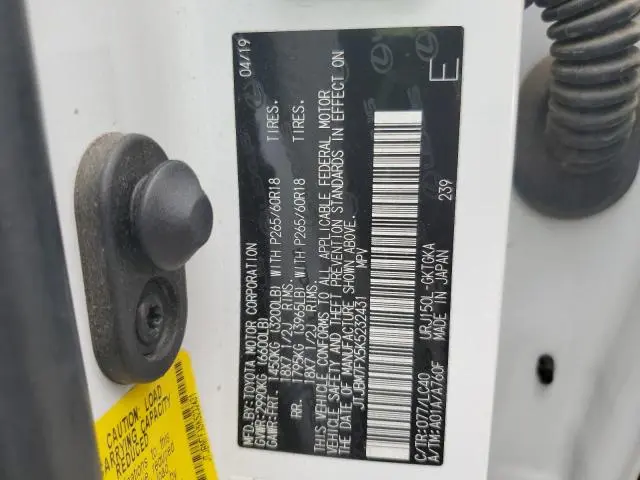 MFD.BY:TOYOTA MOTOR CORPORATION 04/19
GVWR:2990KG (6600LB)
GAWR:FRT. 1450KG (3200LB) WITH P265/60R18 TIRES.
18X7 1/2J RIMS.
RR. 1795KG (3965LB) WITH P265/60R18 TIRES.
18X7 1/2J RIMS.
THIS VEHICLE CONFORMS TO ALL APPLICABLE FEDERAL MOTOR
VEHICLE SAFETY AND THEFT PREVENTION STANDARDS IN EFFECT ON
THE DATE OF MANUFACTURE SHOWN ABOVE.
JTJBM7FX5K5232431 MPV
E
C/TR:077/LC40 URJ150L-GKTGKA 239
A/TM:A01A/A760F MADE IN JAPAN
CAUTION: LOAD
CARRYING CAPACITY
REDUCED